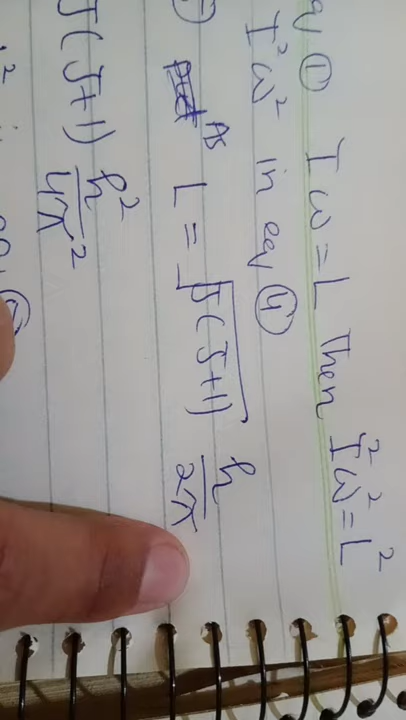 eq ① Iω = L Then I²ω² = L²
I²ω² in eq ④
As L = √J(J+1) h/2π
J(J+1) h²/4π²